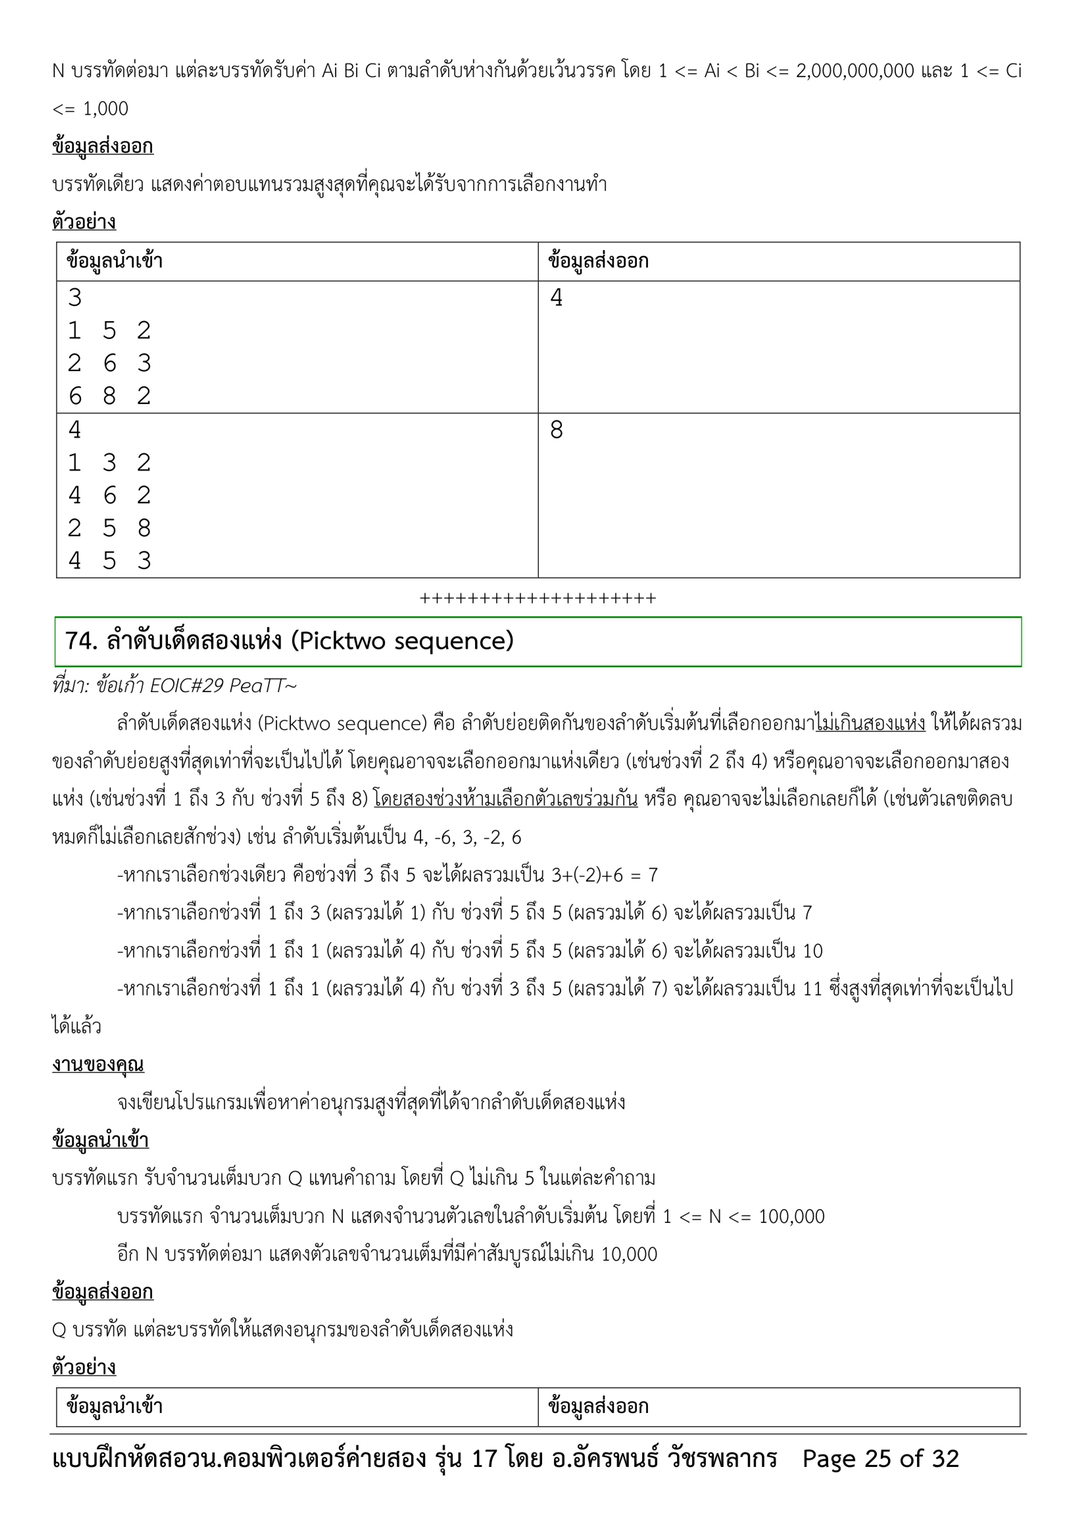 N บรรทัดต่อมา แต่ละบรรทัดรับค่า Ai Bi Ci ตามลำดับห่างกันด้วยเว้นวรรค โดย 1 <= Ai < Bi <= 2,000,000,000 และ 1 <= Ci
<= 1,000
ข้อมูลส่งออก
บรรทัดเดียว แสดงค่าตอบแทนรวมสูงสุดที่คุณจะได้รับจากการเลือกงานทำ
ตัวอย่าง
ข้อมูลนำเข้า ข้อมูลส่งออก
3 4
1 5 2
2 6 3
6 8 2
4 8
1 3 2
4 6 2
2 5 8
4 5 3
++++++++++++++++++++
74. ลำดับเด็ดสองแห่ง (Picktwo sequence)
ที่มา: ข้อเก้า EOIC#29 PeaTT~
ลำดับเด็ดสองแห่ง (Picktwo sequence) คือ ลำดับย่อยติดกันของลำดับเริ่มต้นที่เลือกออกมาไม่เกินสองแห่ง ให้ได้ผลรวม
ของลำดับย่อยสูงที่สุดเท่าที่จะเป็นไปได้ โดยคุณอาจจะเลือกออกมาแห่งเดียว (เช่นช่วงที่ 2 ถึง 4) หรือคุณอาจจะเลือกออกมาสอง
แห่ง (เช่นช่วงที่ 1 ถึง 3 กับ ช่วงที่ 5 ถึง 8) โดยสองช่วงห้ามเลือกตัวเลขร่วมกัน หรือ คุณอาจจะไม่เลือกเลยก็ได้ (เช่นตัวเลขติดลบ
หมดก็ไม่เลือกเลยสักช่วง) เช่น ลำดับเริ่มต้นเป็น 4, -6, 3, -2, 6
-หากเราเลือกช่วงเดียว คือช่วงที่ 3 ถึง 5 จะได้ผลรวมเป็น 3+(-2)+6 = 7
-หากเราเลือกช่วงที่ 1 ถึง 3 (ผลรวมได้ 1) กับ ช่วงที่ 5 ถึง 5 (ผลรวมได้ 6) จะได้ผลรวมเป็น 7
-หากเราเลือกช่วงที่ 1 ถึง 1 (ผลรวมได้ 4) กับ ช่วงที่ 5 ถึง 5 (ผลรวมได้ 6) จะได้ผลรวมเป็น 10
-หากเราเลือกช่วงที่ 1 ถึง 1 (ผลรวมได้ 4) กับ ช่วงที่ 3 ถึง 5 (ผลรวมได้ 7) จะได้ผลรวมเป็น 11 ซึ่งสูงที่สุดเท่าที่จะเป็นไป
ได้แล้ว
งานของคุณ
จงเขียนโปรแกรมเพื่อหาค่าอนุกรมสูงที่สุดที่ได้จากลำดับเด็ดสองแห่ง
ข้อมูลนำเข้า
บรรทัดแรก รับจำนวนเต็มบวก Q แทนคำถาม โดยที่ Q ไม่เกิน 5 ในแต่ละคำถาม
บรรทัดแรก จำนวนเต็มบวก N แสดงจำนวนตัวเลขในลำดับเริ่มต้น โดยที่ 1 <= N <= 100,000
อีก N บรรทัดต่อมา แสดงตัวเลขจำนวนเต็มที่มีค่าสัมบูรณ์ไม่เกิน 10,000
ข้อมูลส่งออก
Q บรรทัด แต่ละบรรทัดให้แสดงอนุกรมของลำดับเด็ดสองแห่ง
ตัวอย่าง
ข้อมูลนำเข้า ข้อมูลส่งออก
แบบฝึกหัดสอวน.คอมพิวเตอร์ค่ายสอง รุ่น 17 โดย อ.อัครพนธ์ วัชรพลากร Page 25 of 32